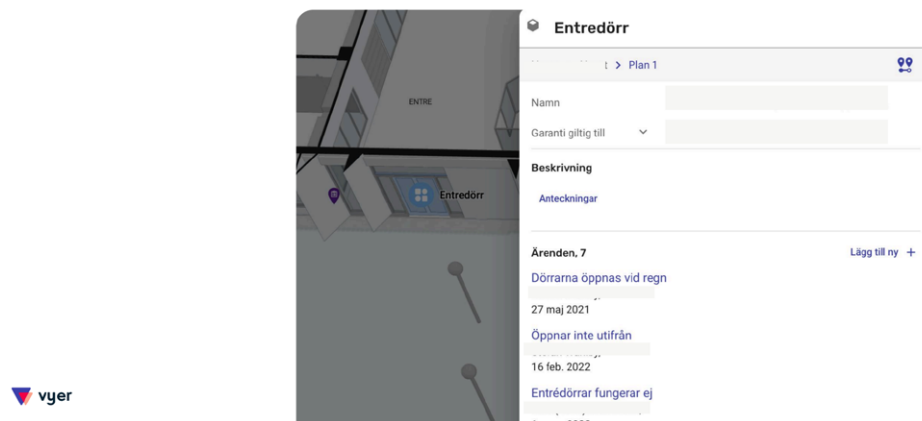 Entredörr
> Plan 1
ENTRE
Namn
Garanti giltig till
Beskrivning
Entredörr
Anteckningar
Ärenden, 7
Lägg till ny +
Dörrarna öppnas vid regn
27 maj 2021
Öppnar inte utifrån
16 feb. 2022
Entrédörrar fungerar ej
vyer